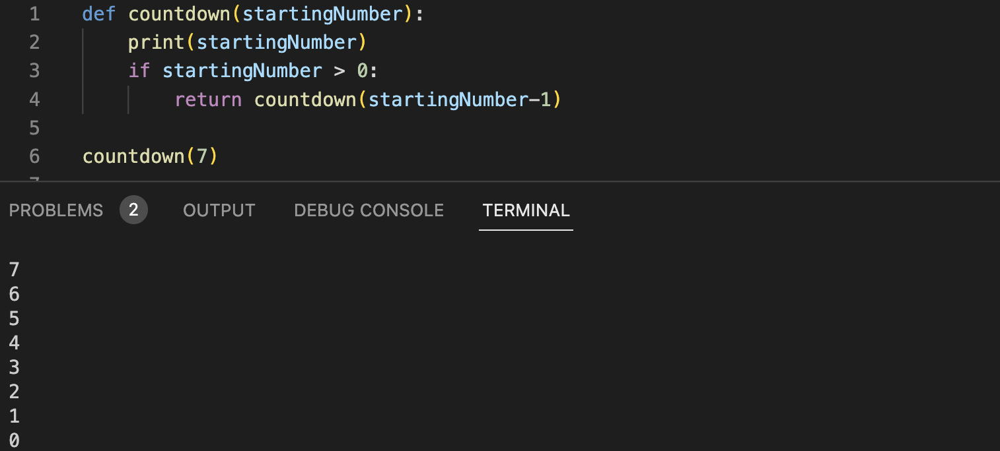 1 def countdown(startingNumber):
2     print(startingNumber)
3     if startingNumber > 0:
4         return countdown(startingNumber-1)
5
6 countdown(7)
PROBLEMS 2 OUTPUT DEBUG CONSOLE TERMINAL
7
6
5
4
3
2
1
0